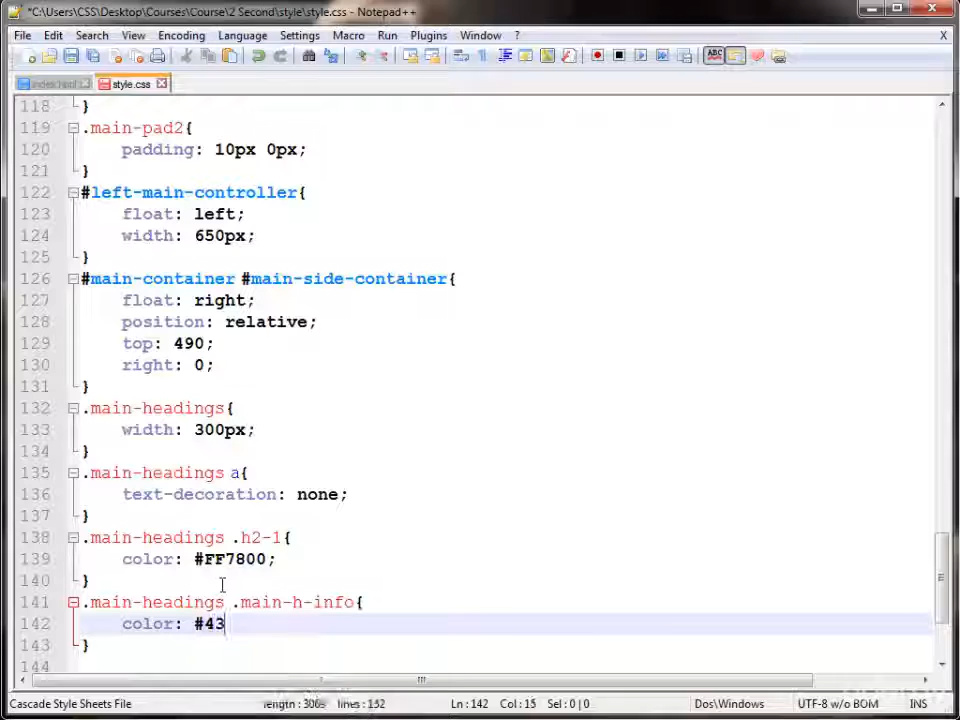 *C:\Users\CSS\Desktop\Courses\Course\2 Second\style\style.css - Notepad++
File Edit Search View Encoding Language Settings Macro Run Plugins Window ? X
index.html style.css
118 }
119 .main-pad2{
120 padding: 10px 0px;
121 }
122 #left-main-controller{
123 float: left;
124 width: 650px;
125 }
126 #main-container #main-side-container{
127 float: right;
128 position: relative;
129 top: 490;
130 right: 0;
131 }
132 .main-headings{
133 width: 300px;
134 }
135 .main-headings a{
136 text-decoration: none;
137 }
138 .main-headings .h2-1{
139 color: #FF7800;
140 }
141 .main-headings .main-h-info{
142 color: #43
143 }
144
Cascade Style Sheets File length : 3065 lines : 152 Ln : 142 Col : 15 Sel : 0 | 0 Dos\Windows UTF-8 w/o BOM INS